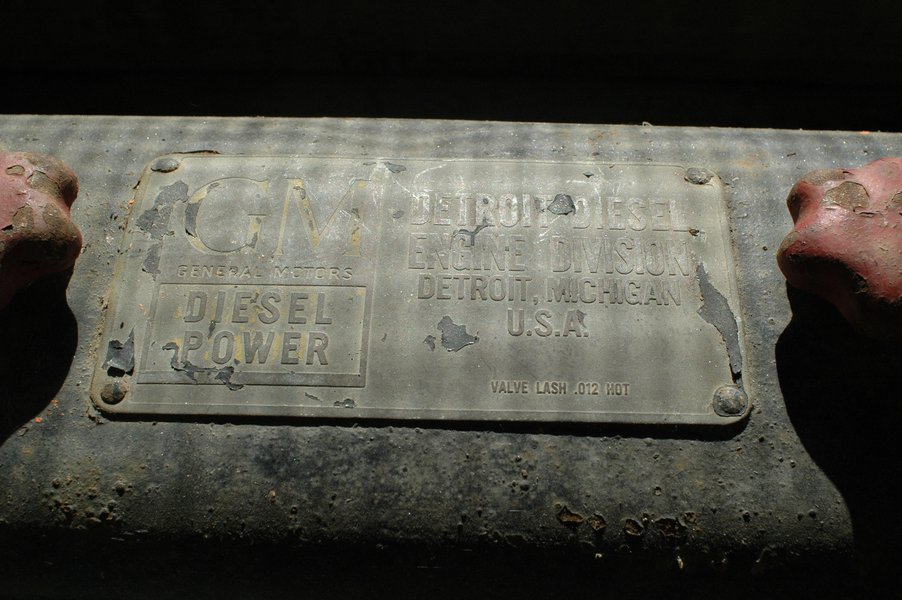 GM
GENERAL MOTORS
DIESEL
POWER
DETROIT DIESEL
ENGINE DIVISION
DETROIT, MICHIGAN
U.S.A.
VALVE LASH .012 HOT